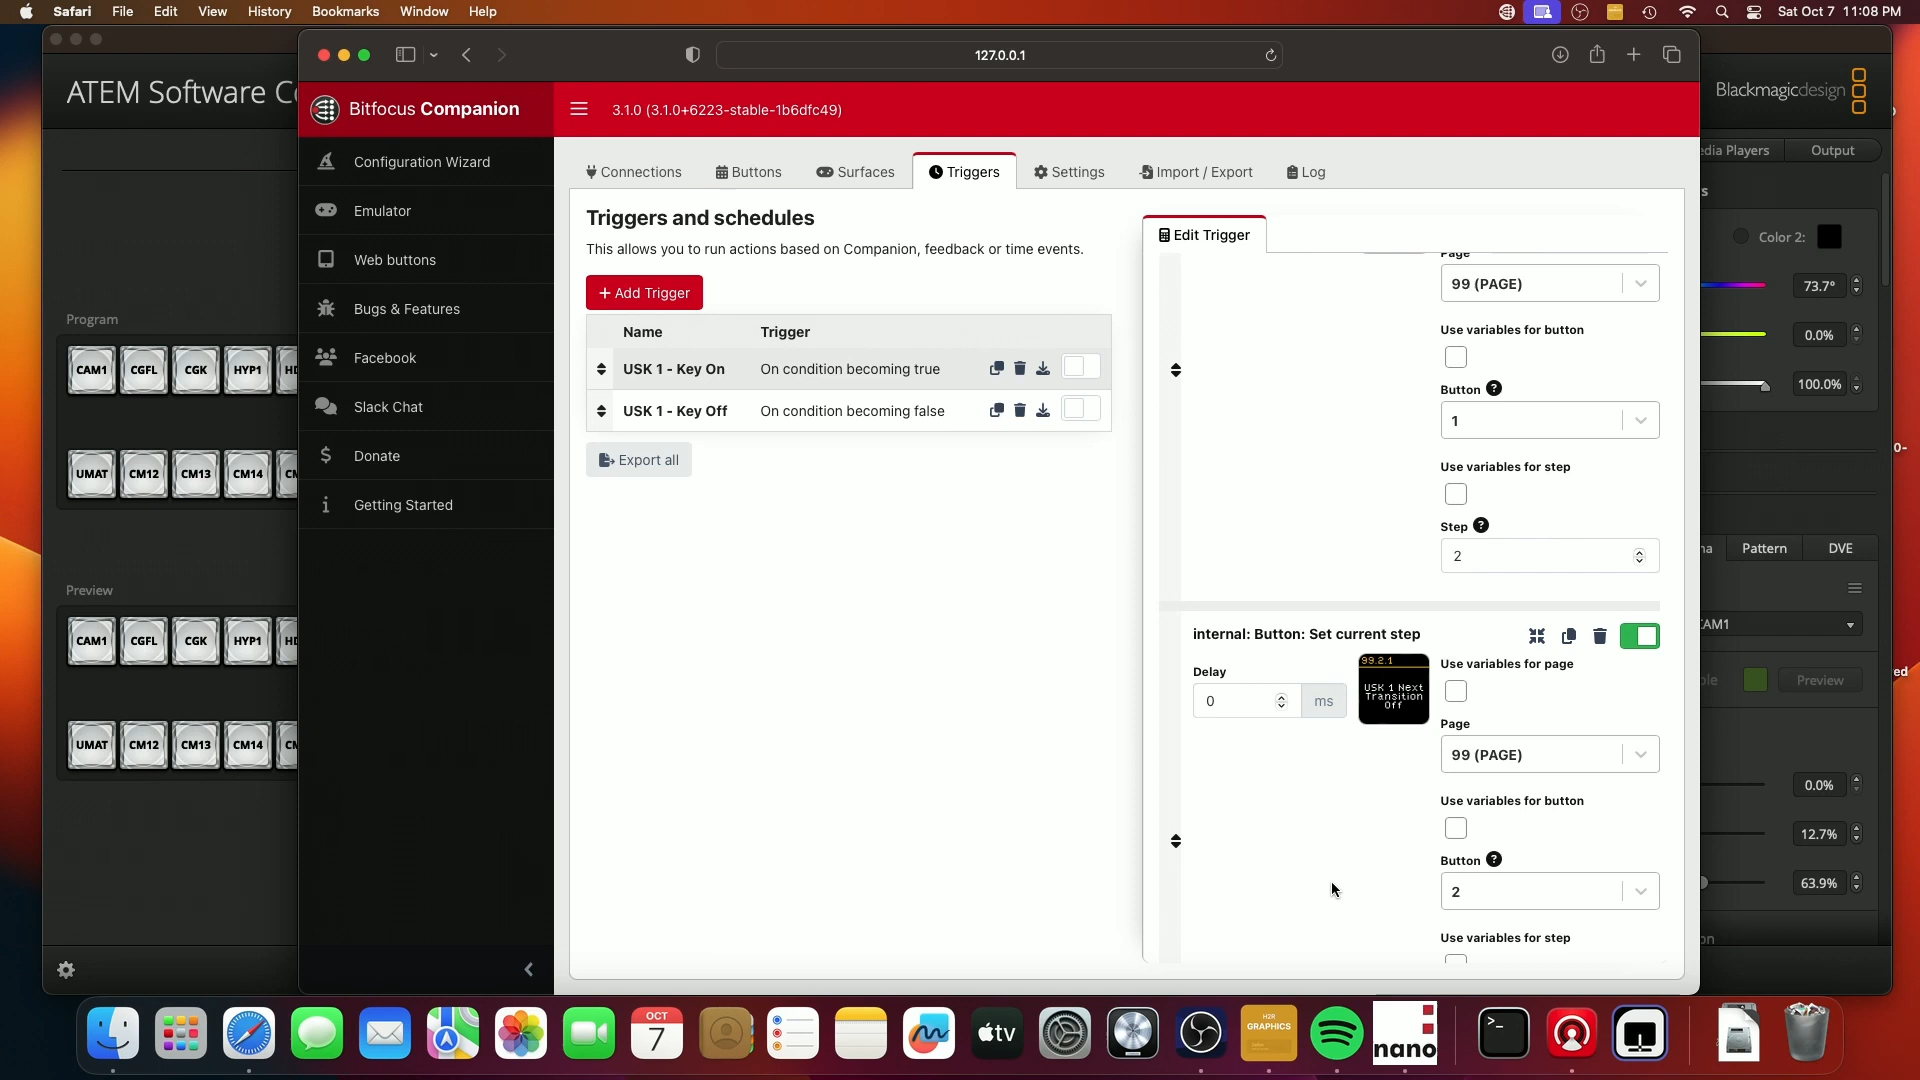 Safari File Edit View History Bookmarks Window Help
Sat Oct 7 11:08 PM
127.0.0.1
ATEM Software Co
Blackmagicdesign
Bitfocus Companion
3.1.0 (3.1.0+6223-stable-1b6dfc49)
Configuration Wizard
Emulator
Web buttons
Bugs & Features
Facebook
Slack Chat
Donate
Getting Started
Connections
Buttons
Surfaces
Triggers
Settings
Import / Export
Log
Triggers and schedules
This allows you to run actions based on Companion, feedback or time events.
+ Add Trigger
Name Trigger
USK 1 - Key On On condition becoming true
USK 1 - Key Off On condition becoming false
Export all
Edit Trigger
Page
99 (PAGE)
Use variables for button
Button ?
1
Use variables for step
Step ?
2
internal: Button: Set current step
Delay
0 ms
99.2.1
USK 1 Next
Transition
Off
Use variables for page
Page
99 (PAGE)
Use variables for button
Button ?
2
Use variables for step
Program
CAM1 CGFL CGK HYP1
UMAT CM12 CM13 CM14
Preview
CAM1 CGFL CGK HYP1
UMAT CM12 CM13 CM14
edia Players Output
Color 2:
73.7°
0.0%
100.0%
Pattern DVE
CAM1
Preview
0.0%
12.7%
63.9%
OCT
7
tv
H2R
GRAPHICS
nano